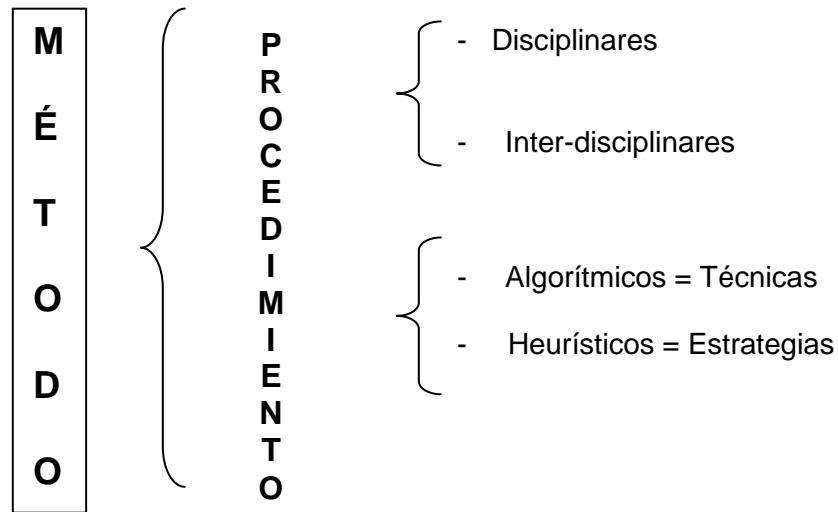 MÉTODO
PROCEDIMIENTO
- Disciplinares
- Inter-disciplinares
- Algorítmicos = Técnicas
- Heurísticos = Estrategias